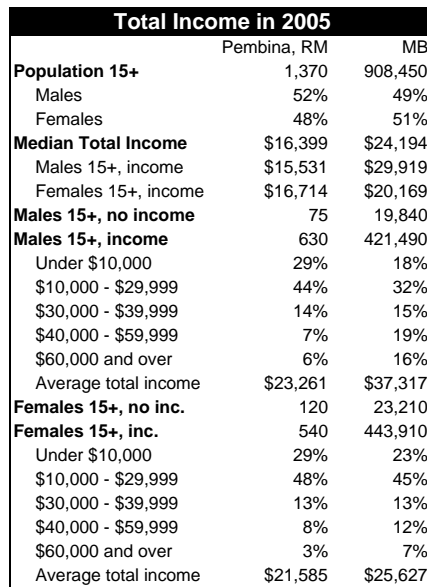 Total Income in 2005
Pembina, RM MB
Population 15+ 1,370 908,450
Males 52% 49%
Females 48% 51%
Median Total Income $16,399 $24,194
Males 15+, income $15,531 $29,919
Females 15+, income $16,714 $20,169
Males 15+, no income 75 19,840
Males 15+, income 630 421,490
Under $10,000 29% 18%
$10,000 - $29,999 44% 32%
$30,000 - $39,999 14% 15%
$40,000 - $59,999 7% 19%
$60,000 and over 6% 16%
Average total income $23,261 $37,317
Females 15+, no inc. 120 23,210
Females 15+, inc. 540 443,910
Under $10,000 29% 23%
$10,000 - $29,999 48% 45%
$30,000 - $39,999 13% 13%
$40,000 - $59,999 8% 12%
$60,000 and over 3% 7%
Average total income $21,585 $25,627